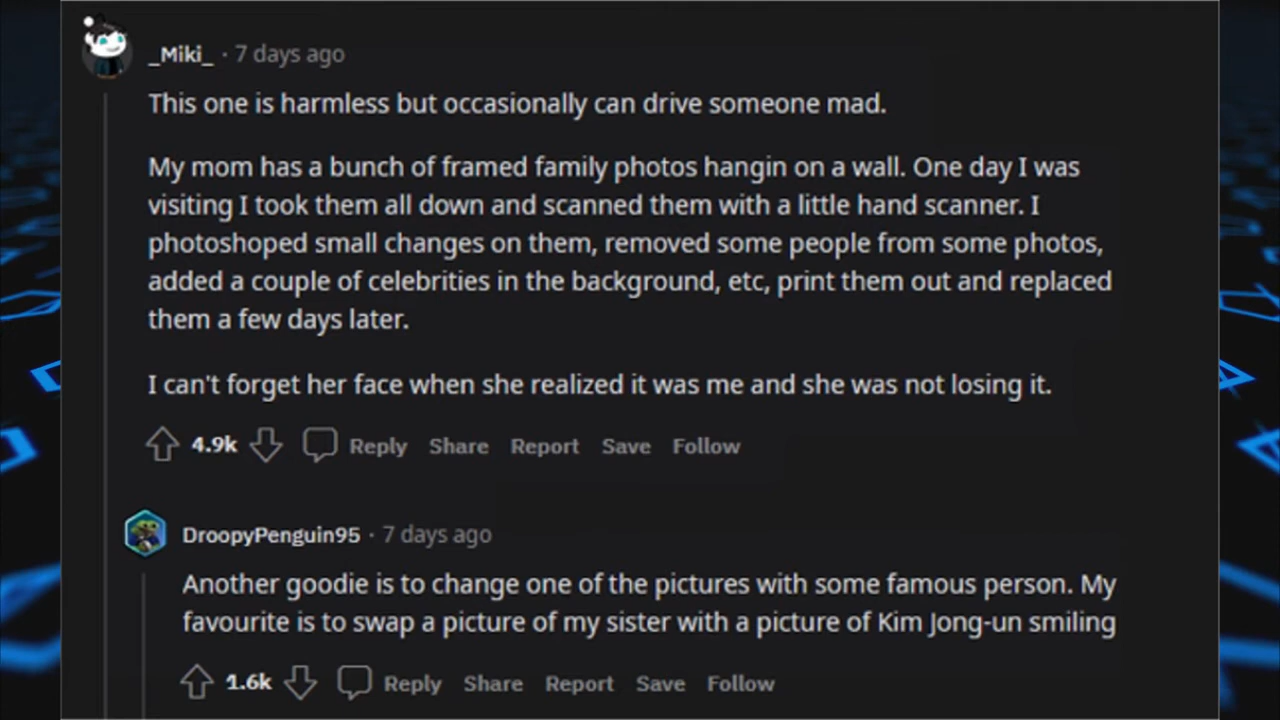 _Miki_ · 7 days ago
This one is harmless but occasionally can drive someone mad.
My mom has a bunch of framed family photos hangin on a wall. One day I was
visiting I took them all down and scanned them with a little hand scanner. I
photoshoped small changes on them, removed some people from some photos,
added a couple of celebrities in the background, etc, print them out and replaced
them a few days later.
I can't forget her face when she realized it was me and she was not losing it.
4.9k Reply Share Report Save Follow
DroopyPenguin95 · 7 days ago
Another goodie is to change one of the pictures with some famous person. My
favourite is to swap a picture of my sister with a picture of Kim Jong-un smiling
1.6k Reply Share Report Save Follow